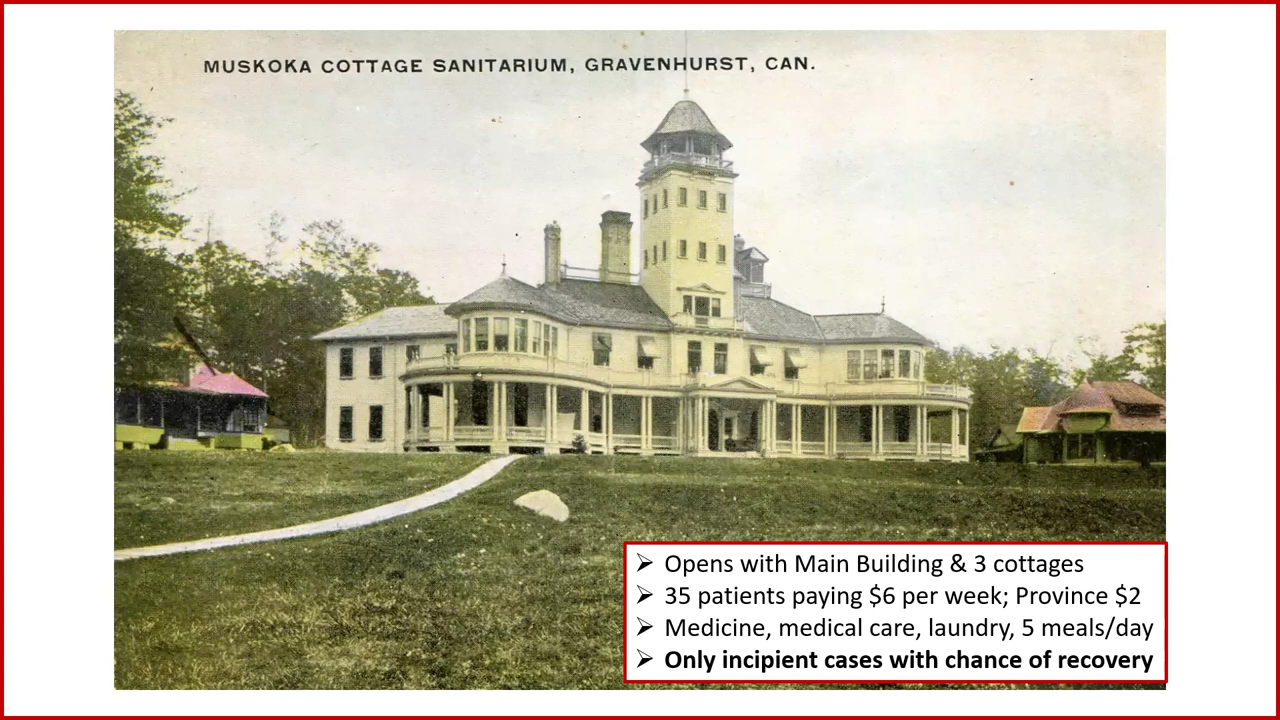 MUSKOKA COTTAGE SANITARIUM, GRAVENHURST, CAN.
➢ Opens with Main Building & 3 cottages
➢ 35 patients paying $6 per week; Province $2
➢ Medicine, medical care, laundry, 5 meals/day
➢ Only incipient cases with chance of recovery